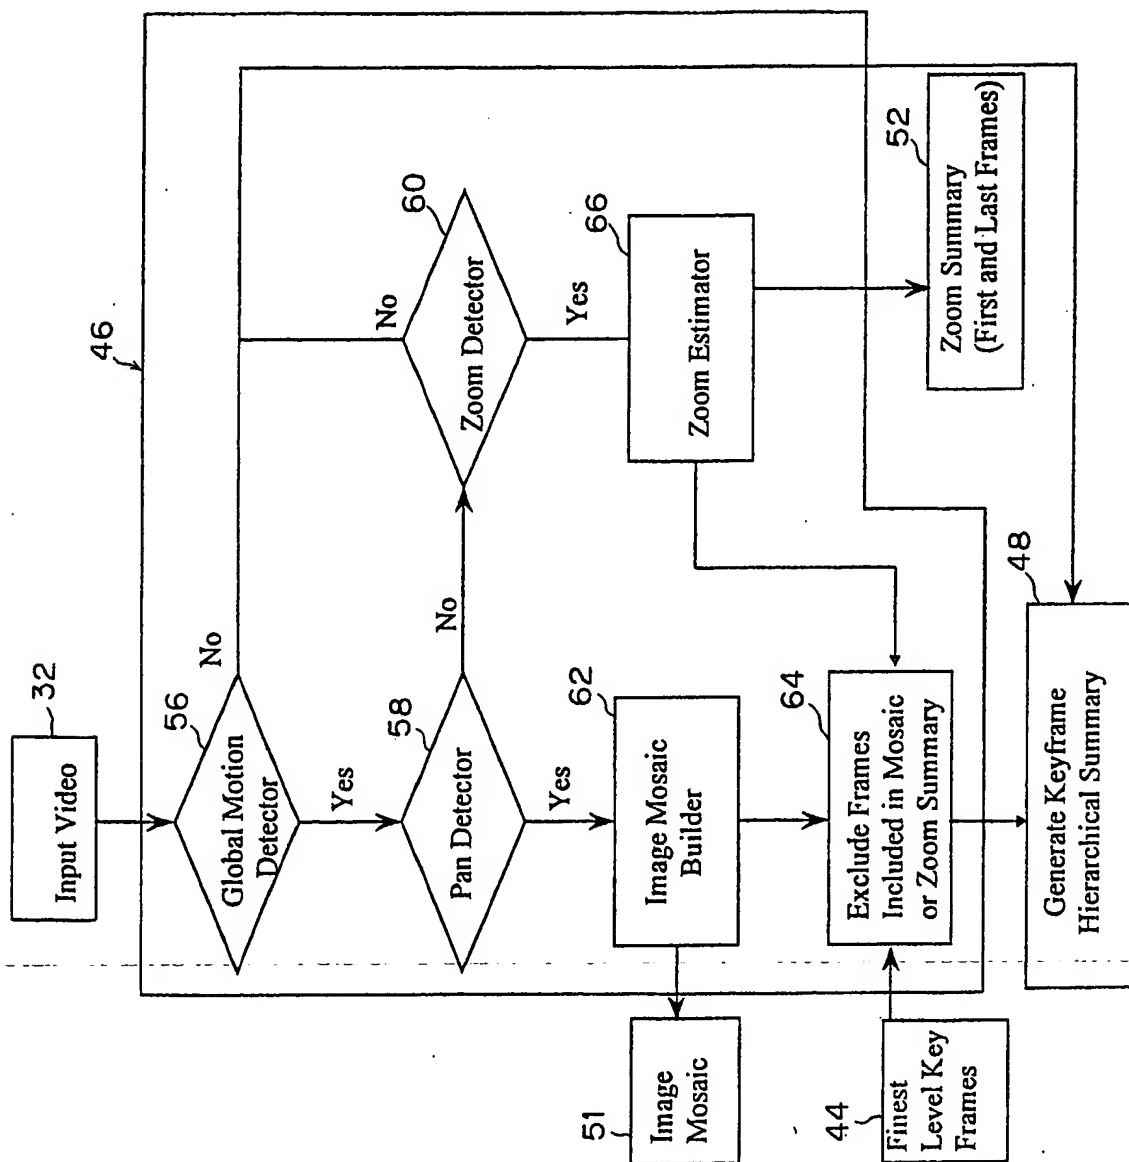 32
Input Video
46
56
Global Motion
Detector
No
Yes
58
Pan Detector
No
Yes
60
Zoom Detector
No
Yes
62
Image Mosaic
Builder
66
Zoom Estimator
51
Image
Mosaic
64
Exclude Frames
Included in Mosaic
or Zoom Summary
52
Zoom Summary
(First and Last Frames)
44
Finest
Level Key
Frames
48
Generate Keyframe
Hierarchical Summary